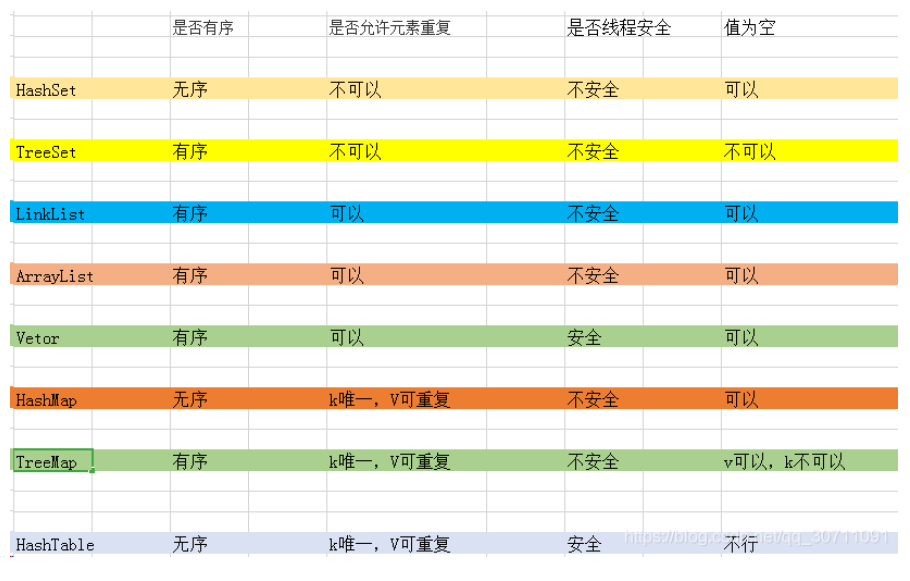 是否有序 是否允许元素重复 是否线程安全 值为空
HashSet 无序 不可以 不安全 可以
TreeSet 有序 不可以 不安全 不可以
LinkList 有序 可以 不安全 可以
ArrayList 有序 可以 不安全 可以
Vetor 有序 可以 安全 可以
HashMap 无序 k唯一，V可重复 不安全 可以
TreeMap 有序 k唯一，V可重复 不安全 v可以，k不可以
HashTable 无序 k唯一，V可重复 安全 不行
https://blog.csdn.net/qq_30711091